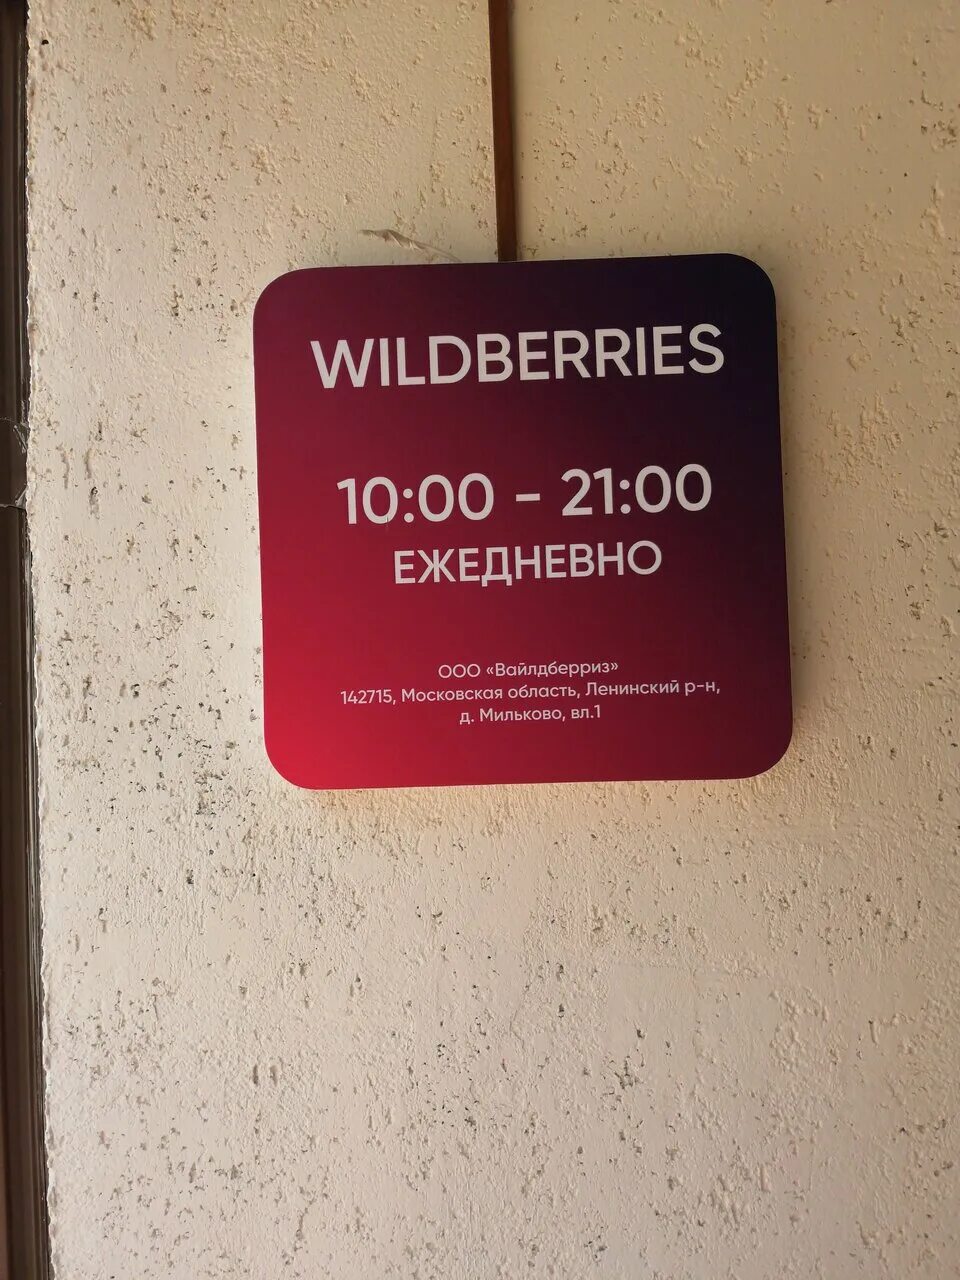 WILDBERRIES
10:00 - 21:00
ЕЖЕДНЕВНО
ООО «Вайлдберриз»
142715, Московская область, Ленинский р-н,
д. Мильково, вл.1